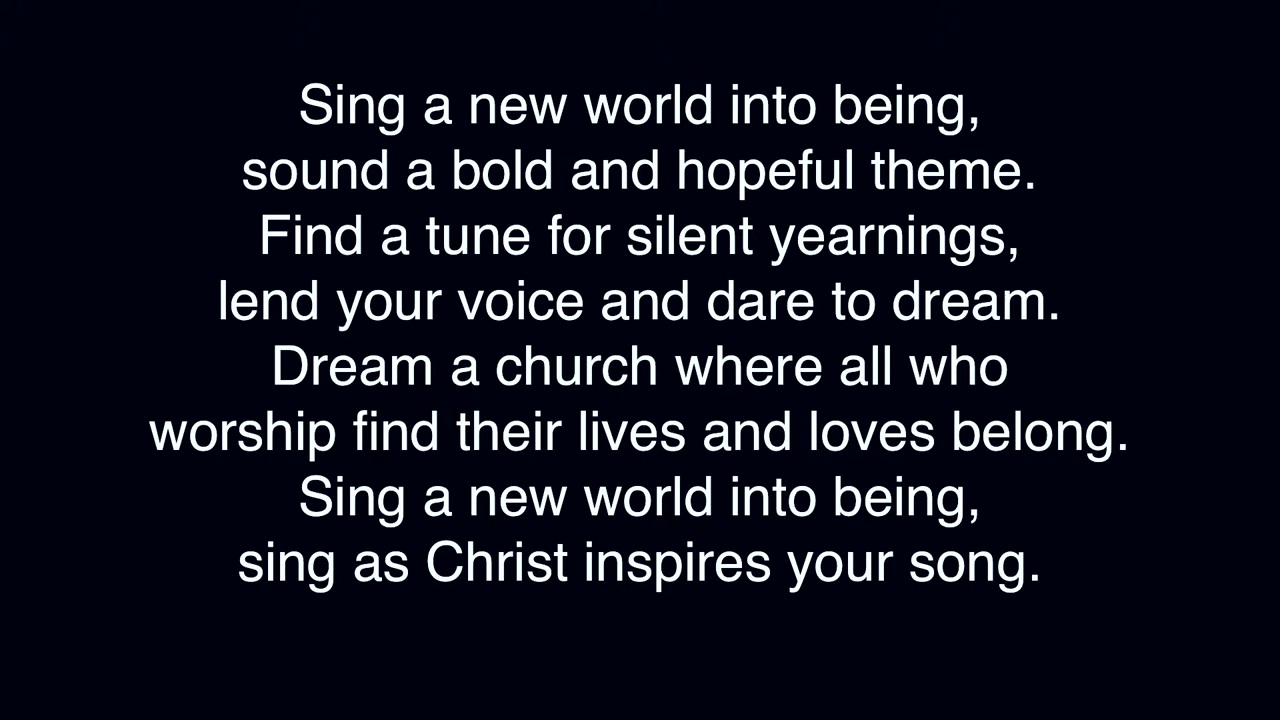 Sing a new world into being,
sound a bold and hopeful theme.
Find a tune for silent yearnings,
lend your voice and dare to dream.
Dream a church where all who
worship find their lives and loves belong.
Sing a new world into being,
sing as Christ inspires your song.